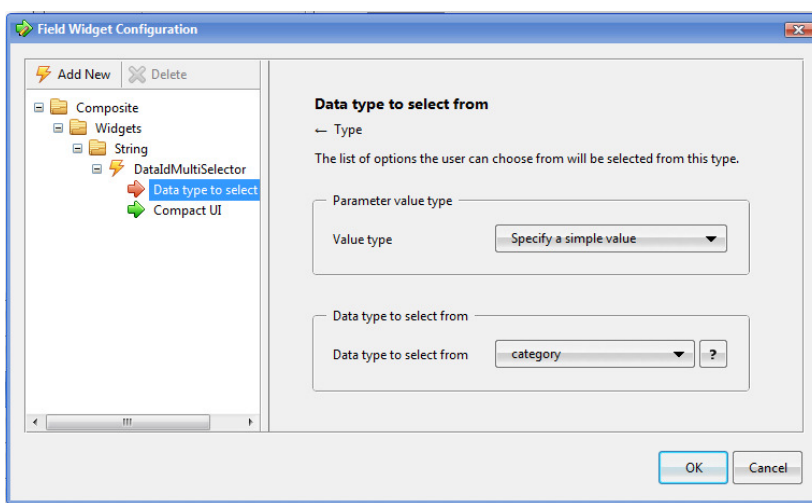 Field Widget Configuration
Add New Delete
Composite
Widgets
String
DataIdMultiSelector
Data type to select
Compact UI
Data type to select from
← Type
The list of options the user can choose from will be selected from this type.
Parameter value type
Value type Specify a simple value
Data type to select from
Data type to select from category ?
OK Cancel